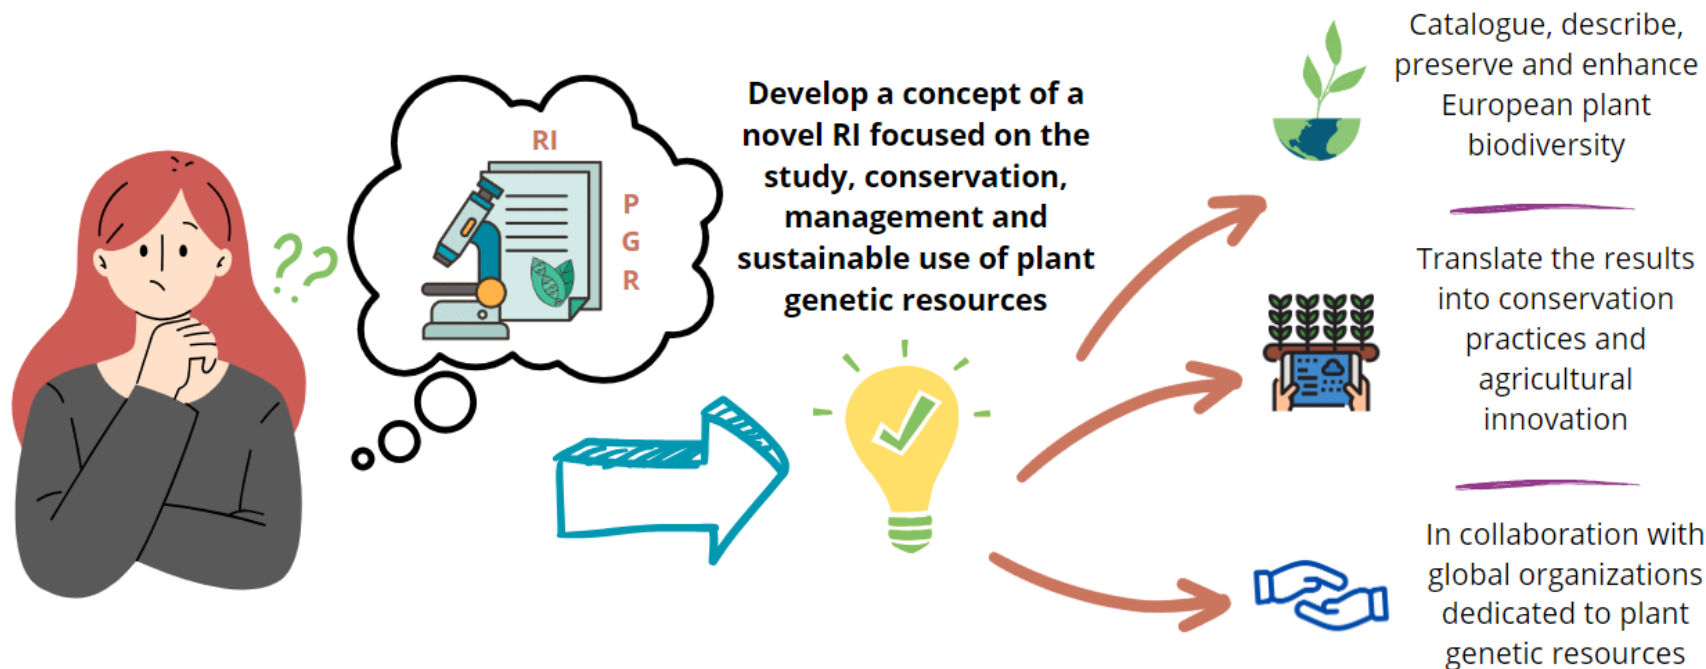 ??
RI
P
G
R
Develop a concept of a
novel RI focused on the
study, conservation,
management and
sustainable use of plant
genetic resources
Catalogue, describe,
preserve and enhance
European plant
biodiversity
Translate the results
into conservation
practices and
agricultural
innovation
In collaboration with
global organizations
dedicated to plant
genetic resources